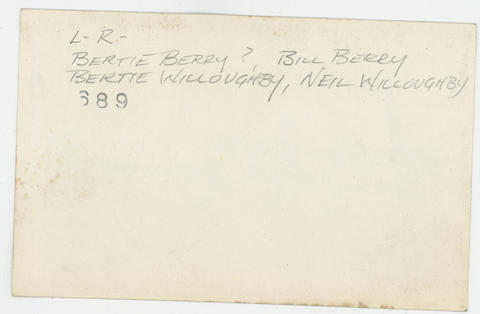 L-R-
BERTIE BERRY ?, BILL BERRY
BERTIE WILLOUGHBY, NEIL WILLOUGHBY
689